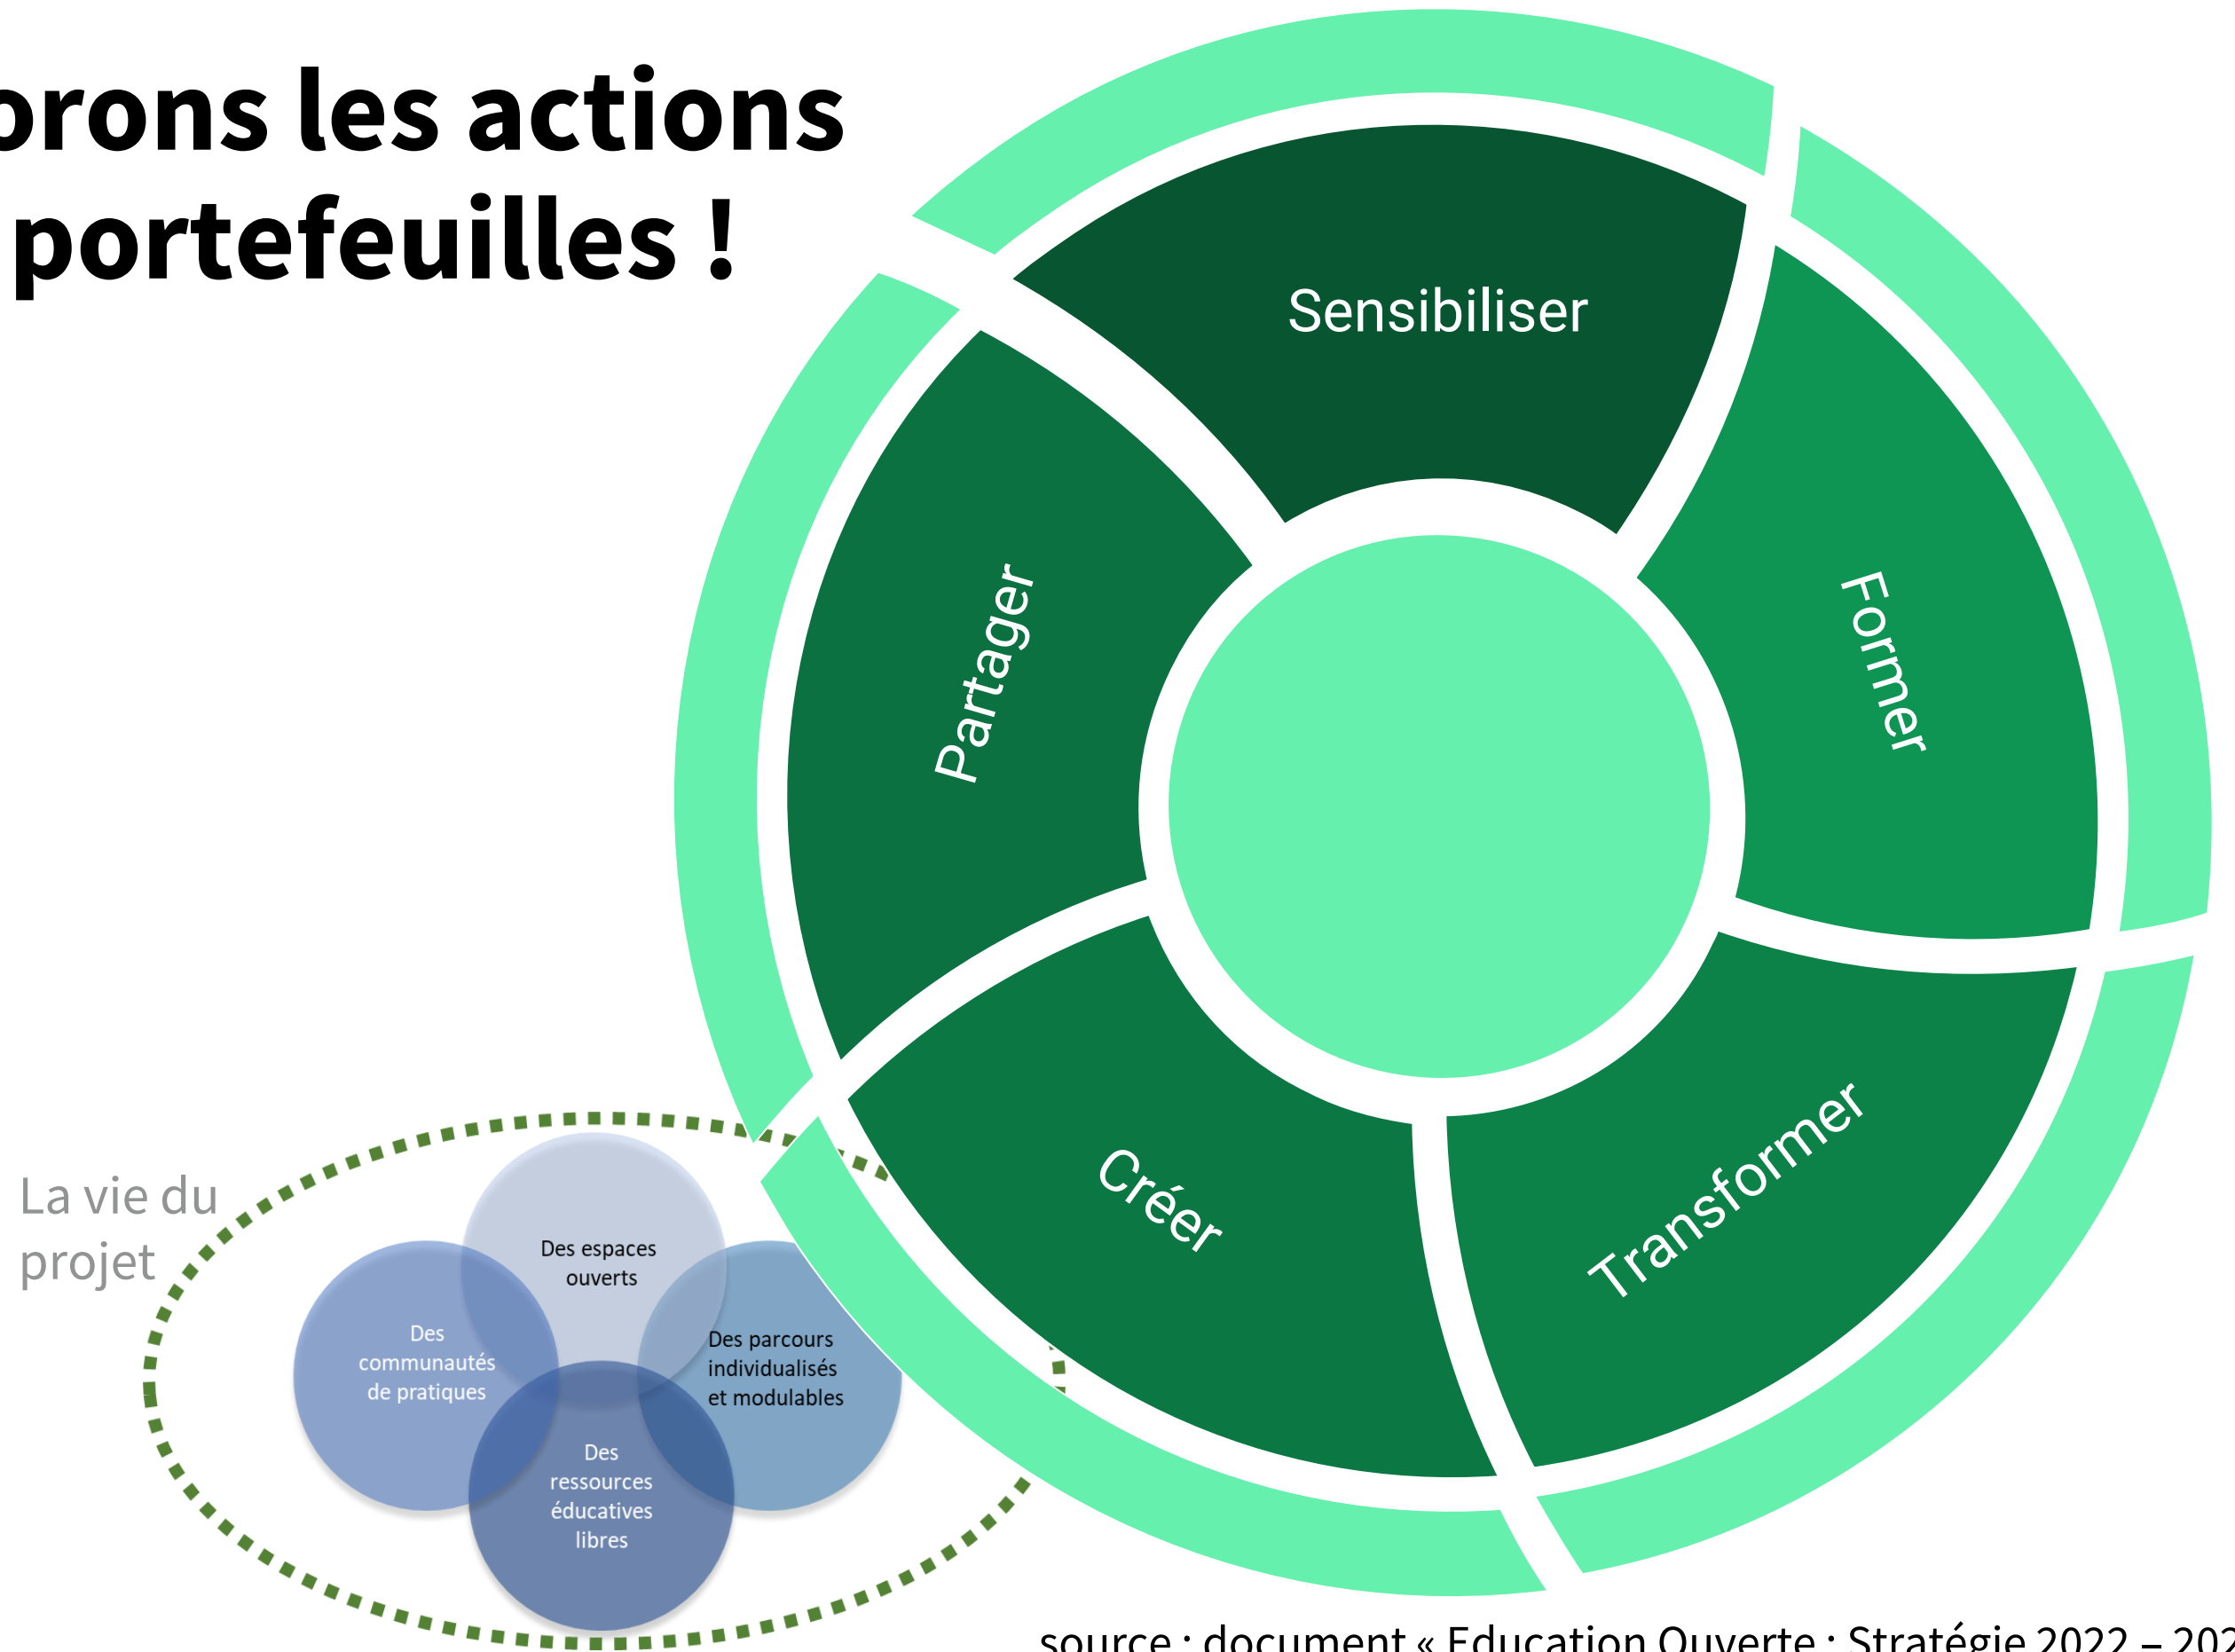 prons les actions
portefeuilles !
Sensibiliser
Former
Partager
Transformer
Créer
La vie du
projet
Des espaces
ouverts
Des
communautés
de pratiques
Des parcours
individualisés
et modulables
Des
ressources
éducatives
libres
source : document « Education Ouverte : Stratégie 2022 – 202